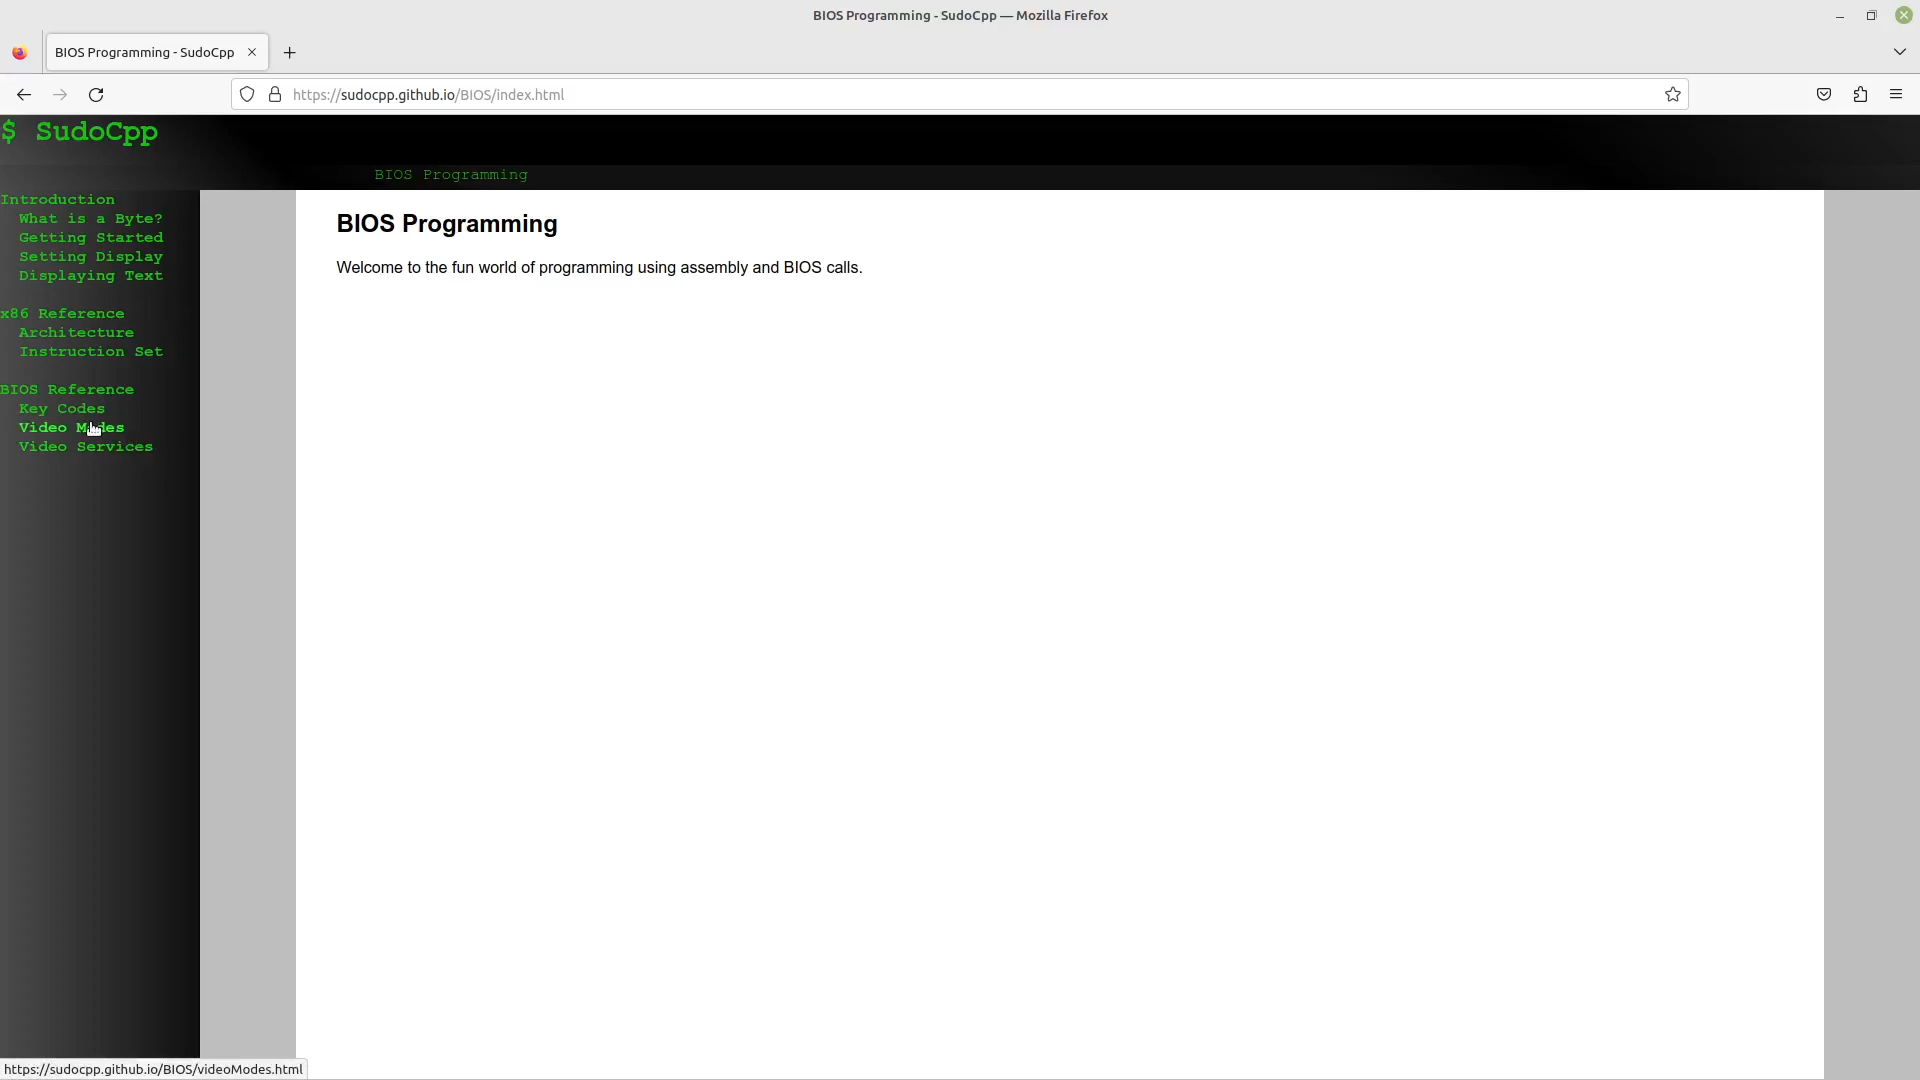 BIOS Programming - SudoCpp — Mozilla Firefox
BIOS Programming - SudoCpp
https://sudocpp.github.io/BIOS/index.html
$ SudoCpp
BIOS Programming
Introduction
What is a Byte?
Getting Started
Setting Display
Displaying Text
x86 Reference
Architecture
Instruction Set
BIOS Reference
Key Codes
Video Modes
Video Services
BIOS Programming
Welcome to the fun world of programming using assembly and BIOS calls.
https://sudocpp.github.io/BIOS/videoModes.html